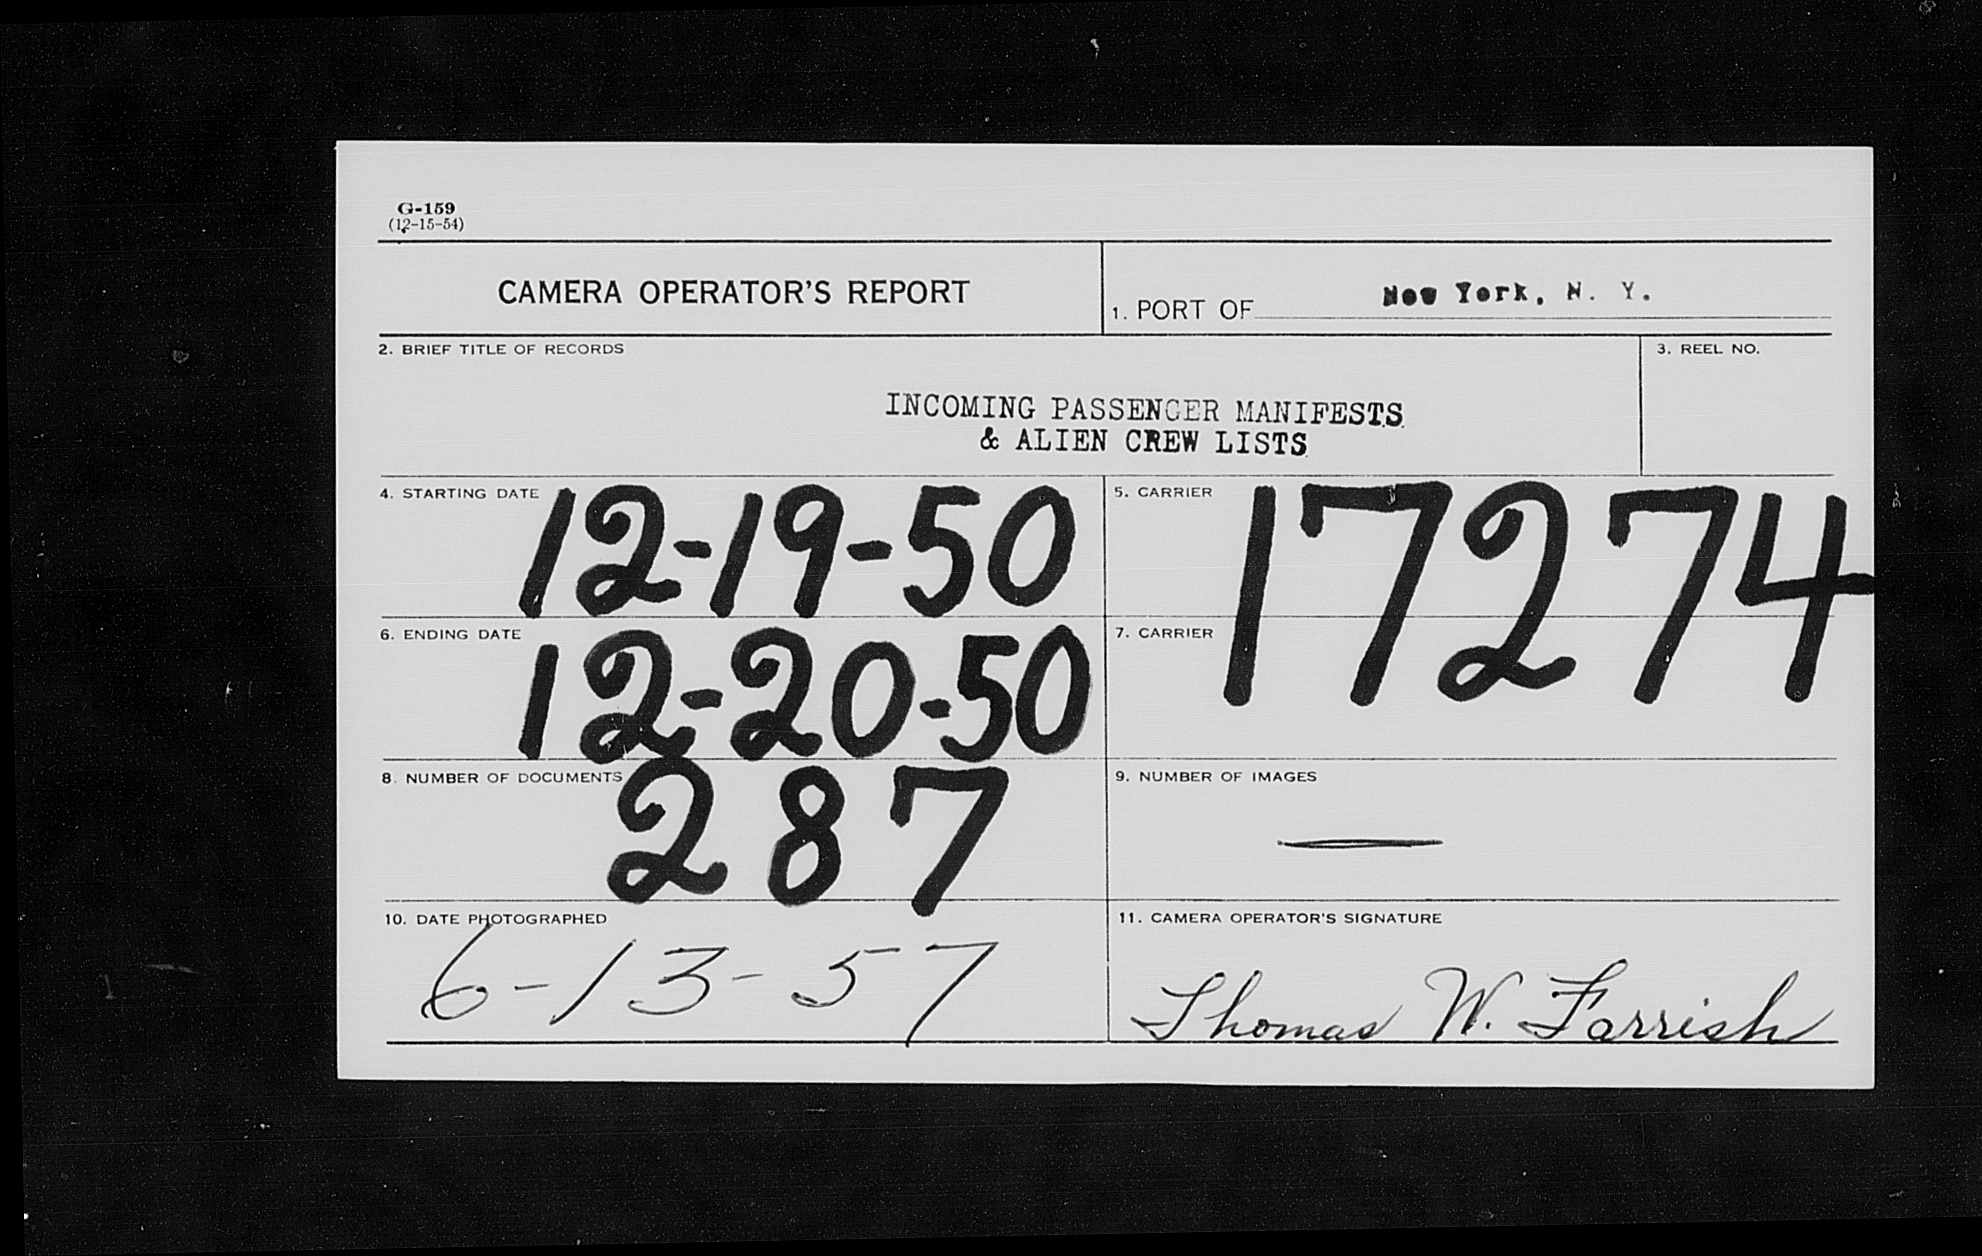 G-159
(12-15-54)
CAMERA OPERATOR'S REPORT
1. PORT OF New York, N. Y.
2. BRIEF TITLE OF RECORDS
INCOMING PASSENGER MANIFESTS
& ALIEN CREW LISTS
3. REEL NO.
4. STARTING DATE 12-19-50
5. CARRIER 17274
6. ENDING DATE 12-20-50
7. CARRIER
8. NUMBER OF DOCUMENTS 287
9. NUMBER OF IMAGES —
10. DATE PHOTOGRAPHED
6-13-57
11. CAMERA OPERATOR'S SIGNATURE
Thomas W. Farrish